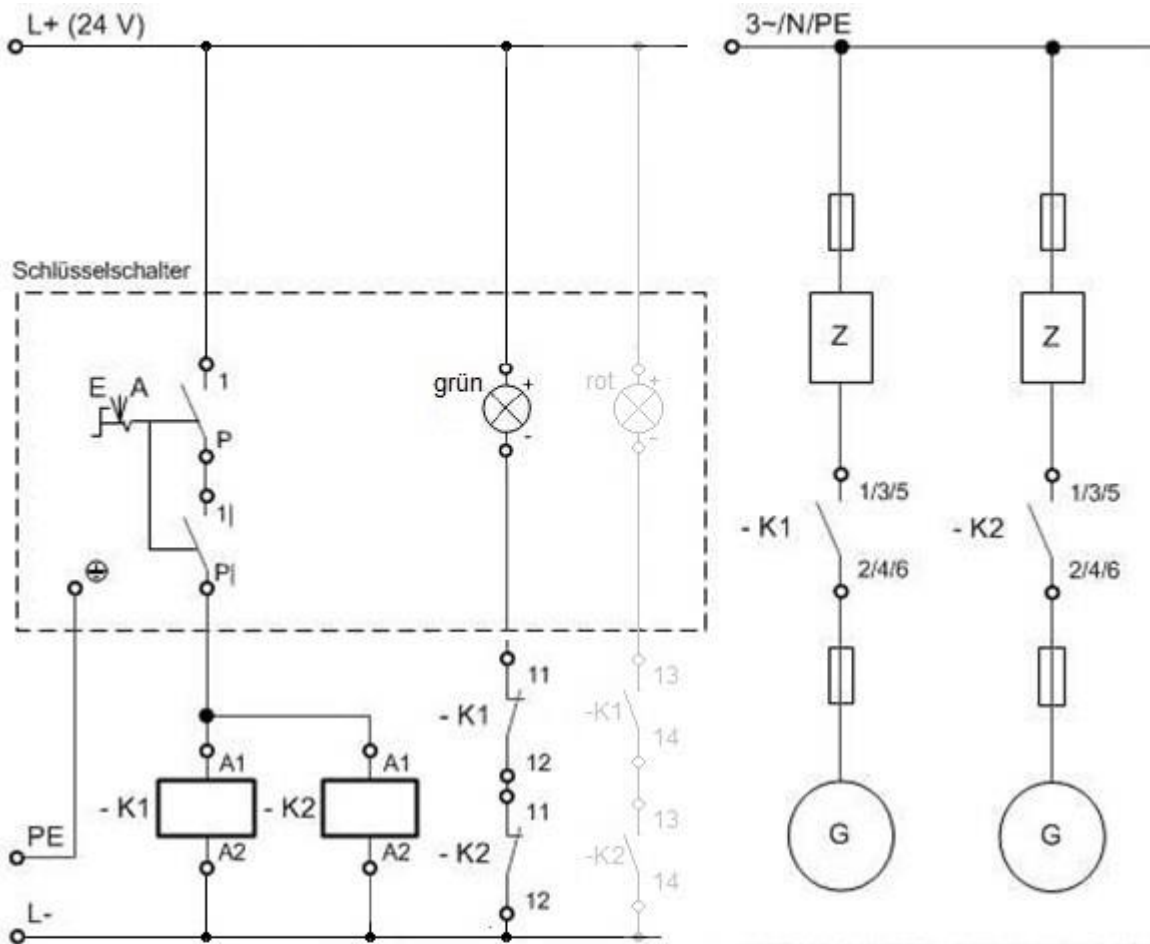 L+ (24 V)
3~/N/PE
Schlüsselschalter
E A
1
P
1|
P|
grün
+
-
rot
+
-
Z
Z
- K1
1/3/5
2/4/6
- K2
1/3/5
2/4/6
11
- K1
12
11
- K2
12
13
-K1
14
13
-K2
14
A1
- K1
A2
A1
- K2
A2
PE
L-
G
G